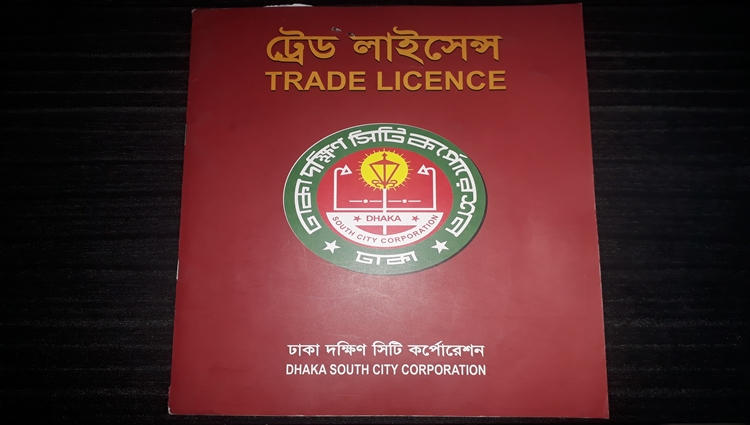 ট্রেড লাইসেন্স
TRADE LICENCE
ঢাকা দক্ষিণ সিটি কর্পোরেশন
DHAKA
SOUTH CITY CORPORATION
ঢাকা
ঢাকা দক্ষিণ সিটি কর্পোরেশন
DHAKA SOUTH CITY CORPORATION